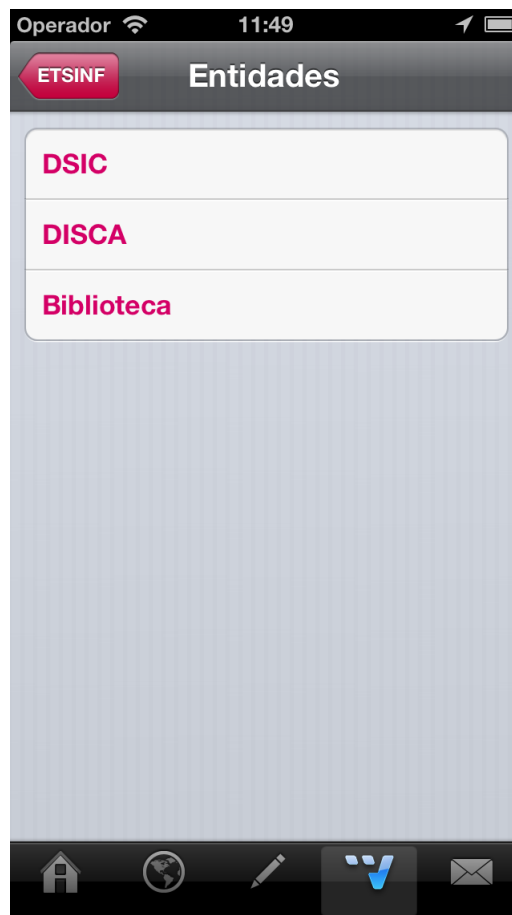 Operador 11:49
ETSINF Entidades
DSIC
DISCA
Biblioteca